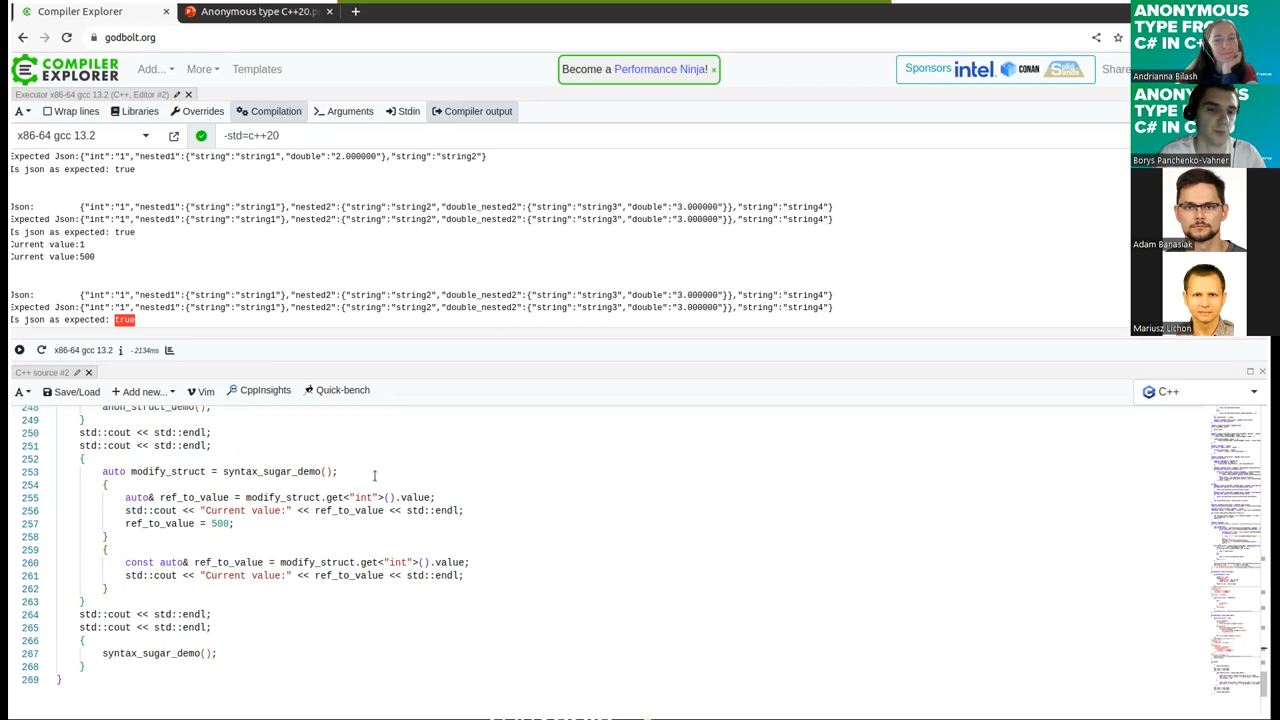 Compiler Explorer
Anonymous type C++20.p
godbolt.org
COMPILER
EXPLORER
Add...
More
Templates
Become a Performance Ninja!
Sponsors intel. CONAN Solid Sands
Share
Executor x86-64 gcc 13.2 (C++, Editor #2)
A
Wrap lines
Libraries
Overrides
Compilation
Arguments
Stdin
Compiler output
x86-64 gcc 13.2
-std=c++20
Expected Json:{"int":"1","nested1":{"string":"string1","double":"2.000000"},"string":"string2"}
Is json as expected: true
Json: {"int":"1","nested1":{"string":"string1"},"nested2":{"string":"string2","double_nested2":{"string":"string3","double":"3.000000"}},"string":"string4"}
Expected Json:{"int":"1","nested1":{"string":"string1"},"nested2":{"string":"string2","double_nested2":{"string":"string3","double":"3.000000"}},"string":"string4"}
Is json as expected: true
Current value:1
Current value:500
Json: {"int":"1","nested1":{"string":"string1"},"nested2":{"string":"string2","double_nested2":{"string":"string3","double":"3.000000"}},"string":"string4"}
Expected Json:{"int":"1","nested1":{"string":"string1"},"nested2":{"string":"string2","double_nested2":{"string":"string3","double":"3.000000"}},"string":"string4"}
Is json as expected: true
x86-64 gcc 13.2 i - 2134ms
C++ source #2
A
Save/Load
Add new...
Vim
CppInsights
Quick-bench
C++
248 anon_struct_demo();
249 }
250 std::cout << std::endl;
251 std::cout << std::endl;
252 {
253 auto modify_struct = syntax_sugar_demo();
254
255 auto& ref_to_value = modify_struct.get<"int">().value;
256 std::cout << "Current value:" << ref_to_value << std::endl;
257 ref_to_value = 500;
258
259 {
260 const auto& ref_to_value = modify_struct.get<"int">().value;
261 std::cout << "Current value:" << ref_to_value << std::endl;
262 }
263 }
264 std::cout << std::endl;
265 std::cout << std::endl;
266 {
267 syntax_sugar_demo();
268 }
269 }
ANONYMOUS
TYPE FRO
C# IN C+
Andrianna Bilash
ANON
TYPE
C# IN
Borys Panchenko-Vahner
Adam Banasiak
Mariusz Lichon